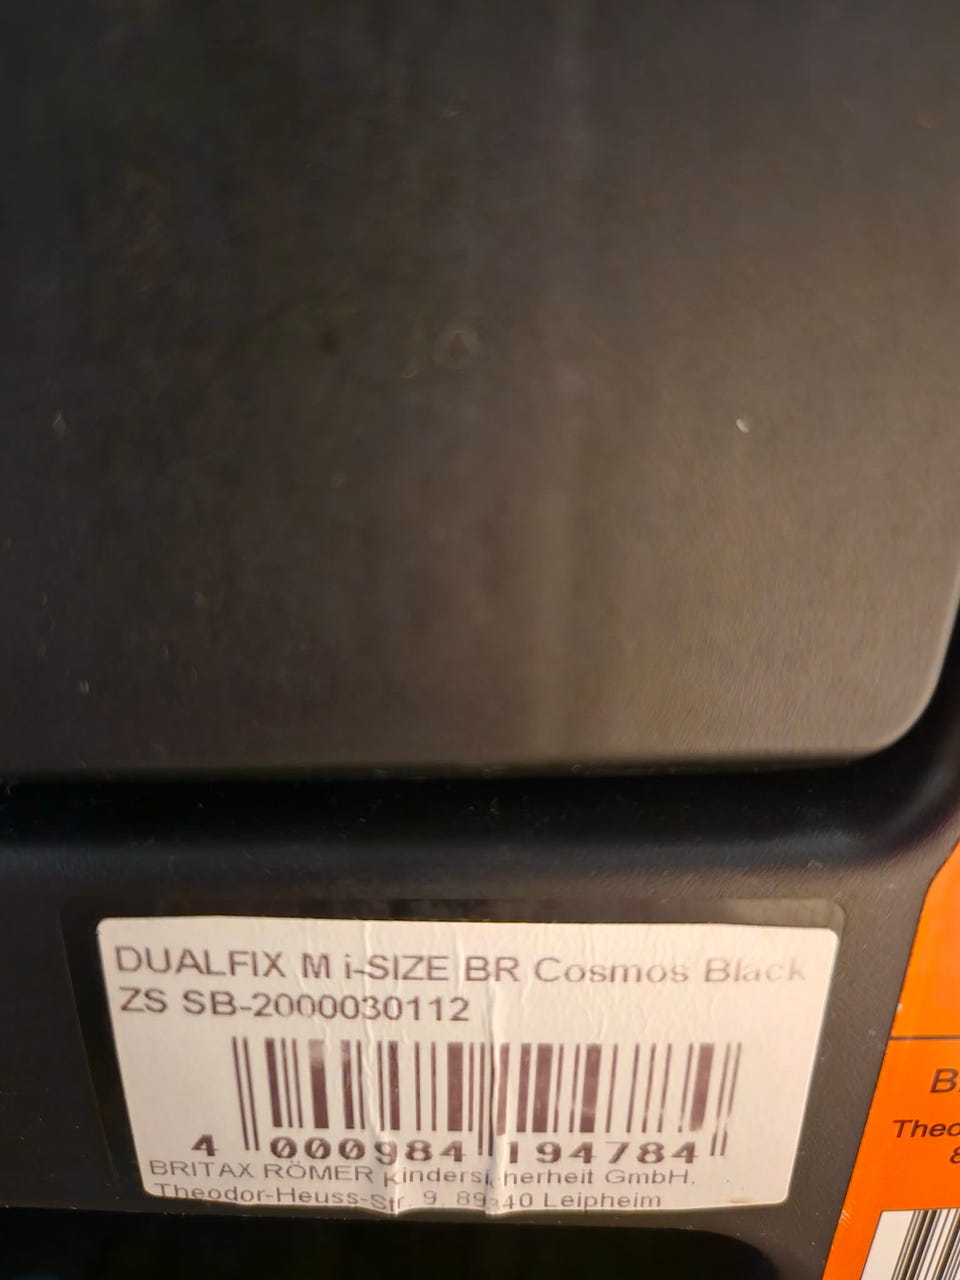 DUALFIX M i-SIZE BR Cosmos Black
ZS SB-2000030112
4 000984 194784
BRITAX RÖMER Kindersicherheit GmbH.
Theodor-Heuss-Str. 9. 89340 Leipheim